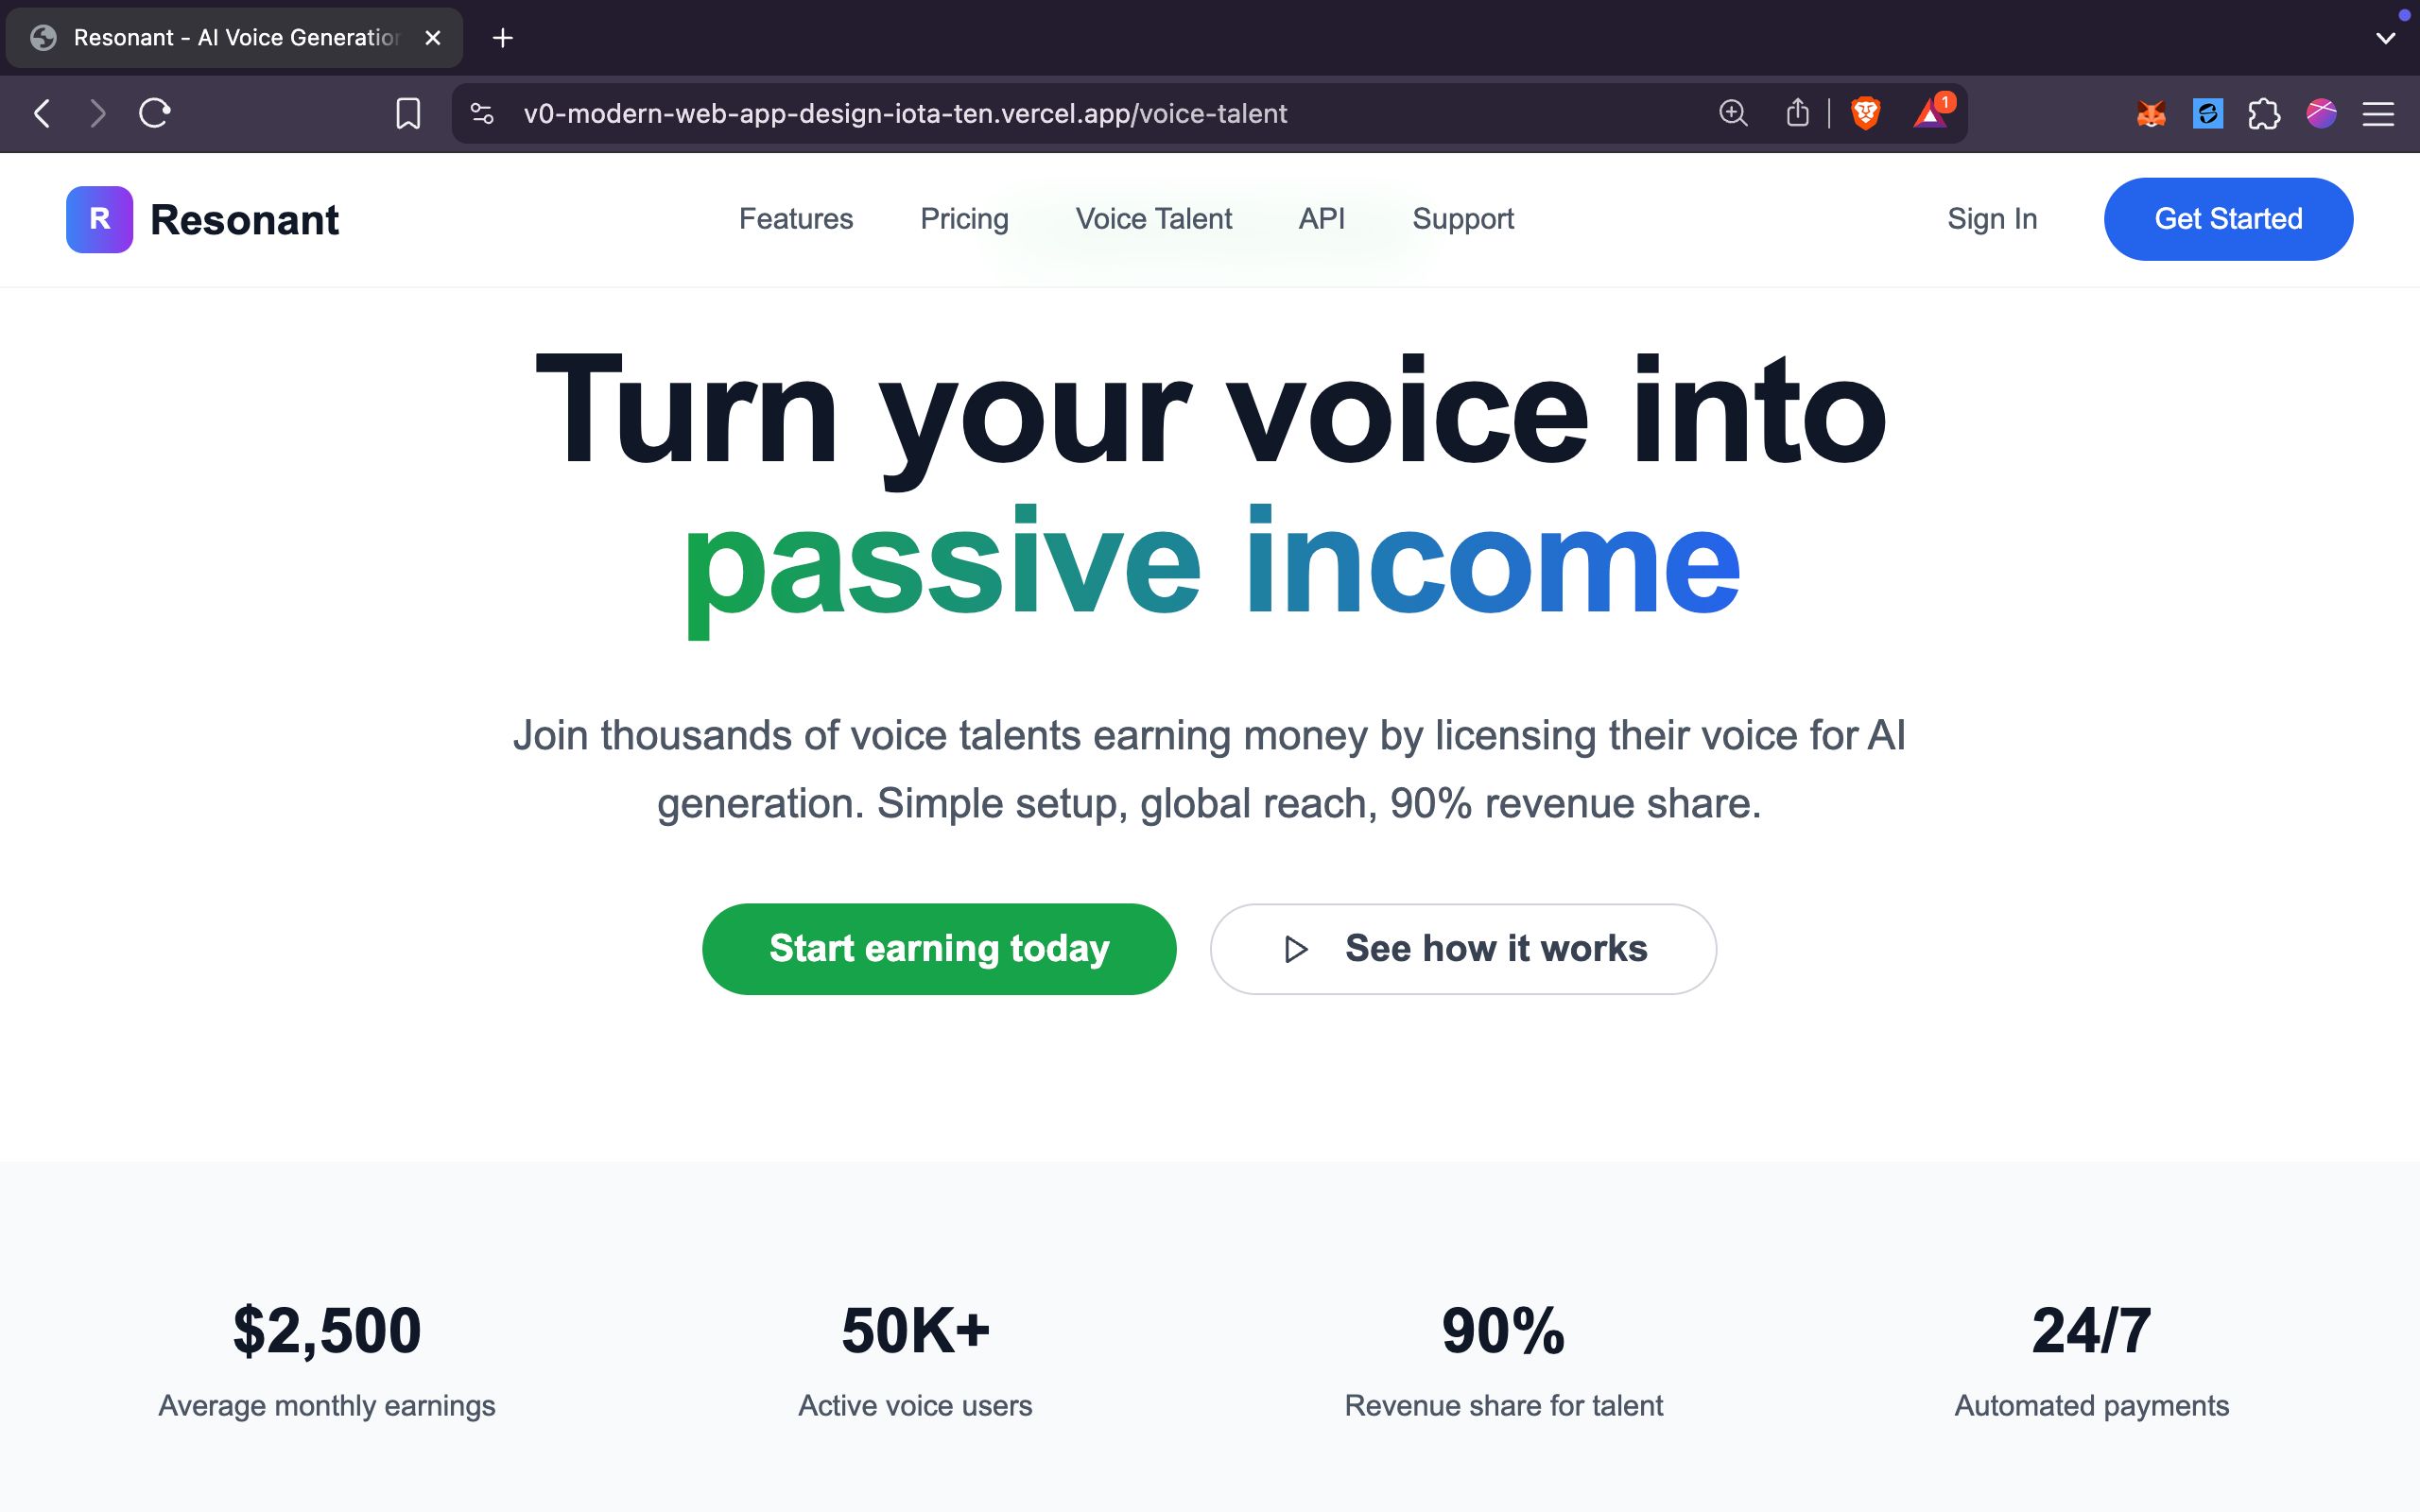 Resonant - AI Voice Generation
1
v0-modern-web-app-design-iota-ten.vercel.app/voice-talent
R Resonant
Features Pricing Voice Talent API Support
Sign In Get Started
Turn your voice into
passive income
Join thousands of voice talents earning money by licensing their voice for AI
generation. Simple setup, global reach, 90% revenue share.
Start earning today
See how it works
$2,500 50K+ 90% 24/7
Average monthly earnings Active voice users Revenue share for talent Automated payments